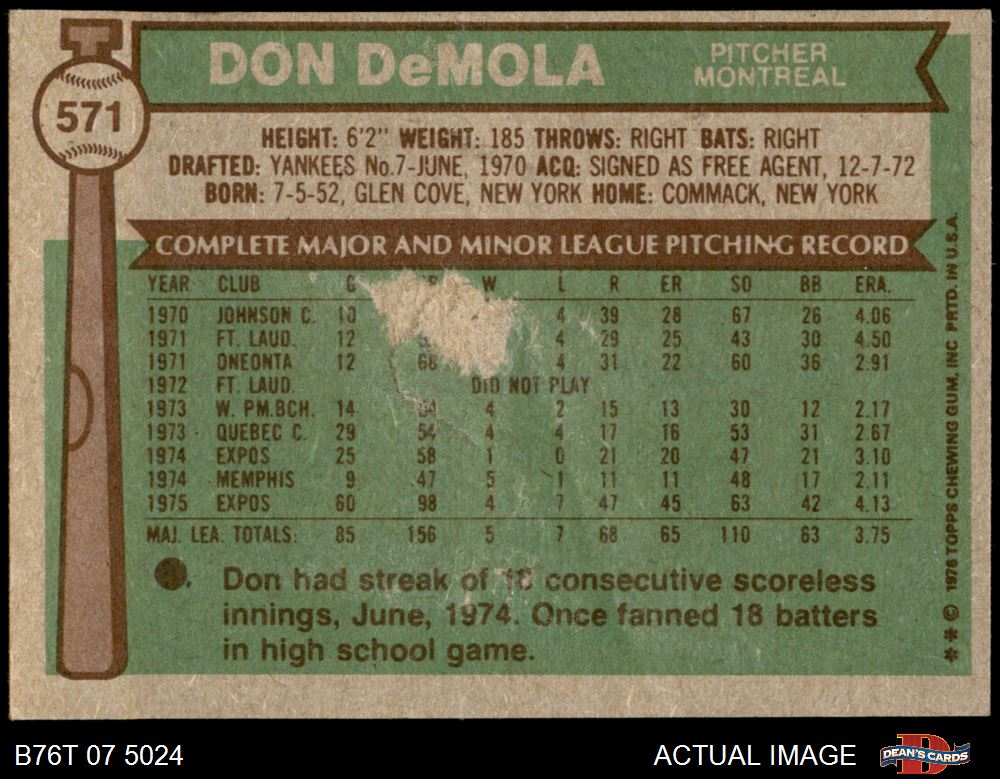 571
DON DeMOLA
PITCHER
MONTREAL
HEIGHT: 6'2" WEIGHT: 185 THROWS: RIGHT BATS: RIGHT
DRAFTED: YANKEES No.7-JUNE, 1970 ACQ: SIGNED AS FREE AGENT, 12-7-72
BORN: 7-5-52, GLEN COVE, NEW YORK HOME: COMMACK, NEW YORK
COMPLETE MAJOR AND MINOR LEAGUE PITCHING RECORD
YEAR CLUB G W L R ER SO BB ERA.
1970 JOHNSON C. 10 4 39 28 67 26 4.06
1971 FT. LAUD. 12 4 29 25 43 30 4.50
1971 ONEONTA 12 68 4 31 22 60 36 2.91
1972 FT. LAUD. DID NOT PLAY
1973 W. PM.BCH. 14 4 2 15 13 30 12 2.17
1973 QUEBEC C. 29 54 4 4 17 16 53 31 2.67
1974 EXPOS 25 58 1 0 21 20 47 21 3.10
1974 MEMPHIS 9 47 5 1 11 11 48 17 2.11
1975 EXPOS 60 98 4 7 47 45 63 42 4.13
MAJ. LEA. TOTALS: 85 156 5 7 68 65 110 63 3.75
Don had streak of 18 consecutive scoreless
innings, June, 1974. Once fanned 18 batters
in high school game.
** © 1976 TOPPS CHEWING GUM, INC PRTD. IN U.S.A.
B76T 07 5024
ACTUAL IMAGE
DEAN'S CARDS